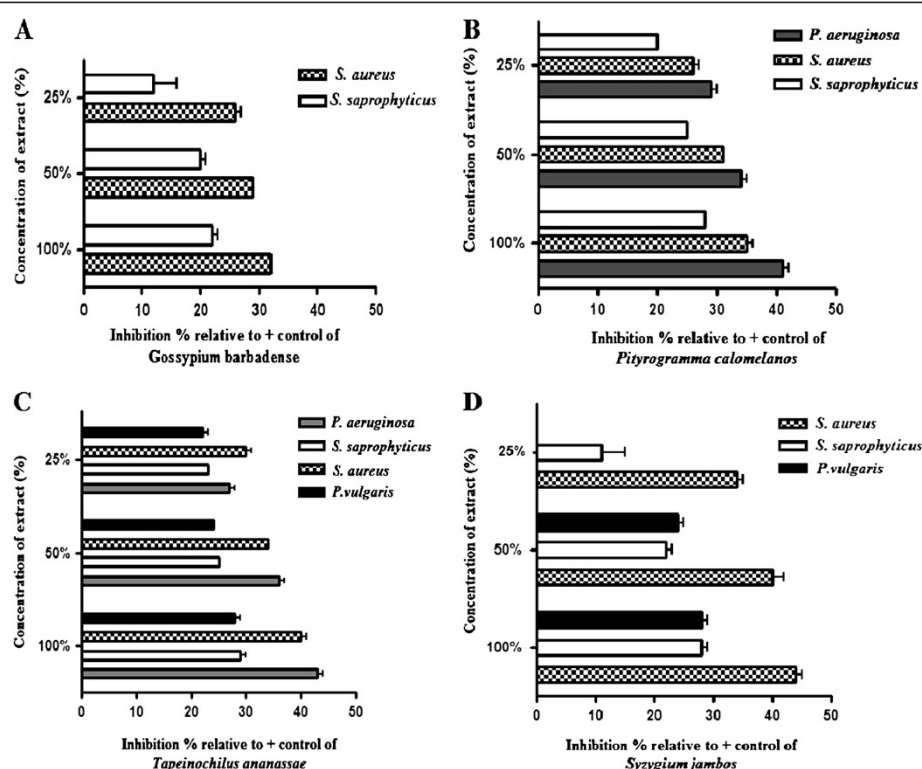 A
Concentration of extract (%)
25%
50%
100%
0 10 20 30 40 50
Inhibition % relative to + control of
Gossypium barbadense
S. aureus
S. saprophyticus
B
Concentration of extract (%)
25%
50%
100%
0 10 20 30 40 50
Inhibition % relative to + control of
Pityrogramma calomelanos
P. aeruginosa
S. aureus
S. saprophyticus
C
Concentration of extract (%)
25%
50%
100%
0 10 20 30 40 50
Inhibition % relative to + control of
Tapeinochilus ananassae
P. aeruginosa
S. saprophyticus
S. aureus
P.vulgaris
D
Concentration of extract (%)
25%
50%
100%
0 10 20 30 40 50
Inhibition % relative to + control of
Syzygium jambos
S. aureus
S. saprophyticus
P.vulgaris